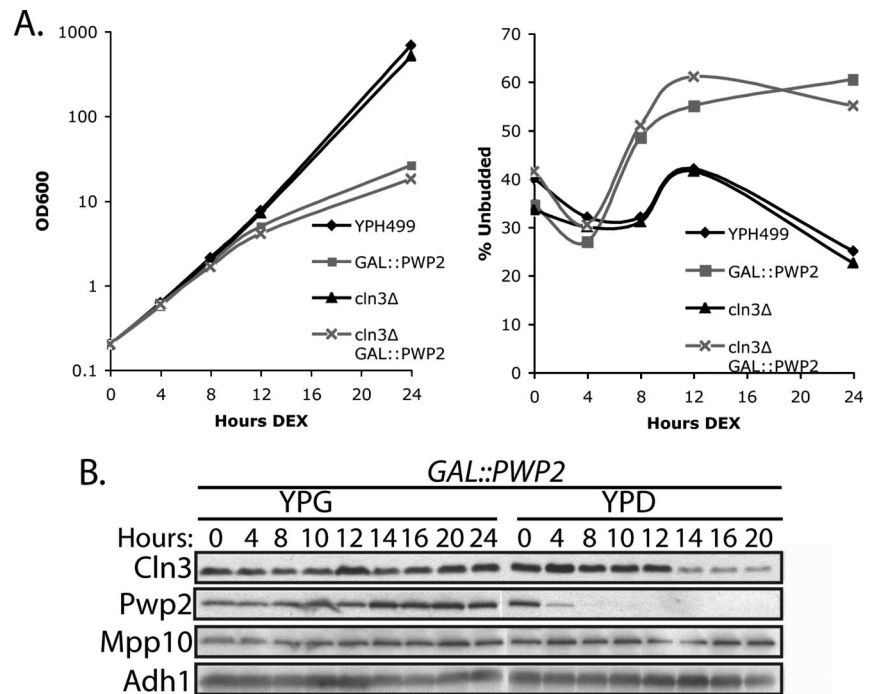 A.
1000
100
10
1
0.1
OD600
0 4 8 12 16 20 24
Hours DEX
YPH499
GAL::PWP2
cln3Δ
cln3Δ
GAL::PWP2
70
60
50
40
30
20
10
0
% Unbudded
0 4 8 12 16 20 24
Hours DEX
YPH499
GAL::PWP2
cln3Δ
cln3Δ
GAL::PWP2
B.
GAL::PWP2
YPG YPD
Hours: 0 4 8 10 12 14 16 20 24 0 4 8 10 12 14 16 20
Cln3
Pwp2
Mpp10
Adh1